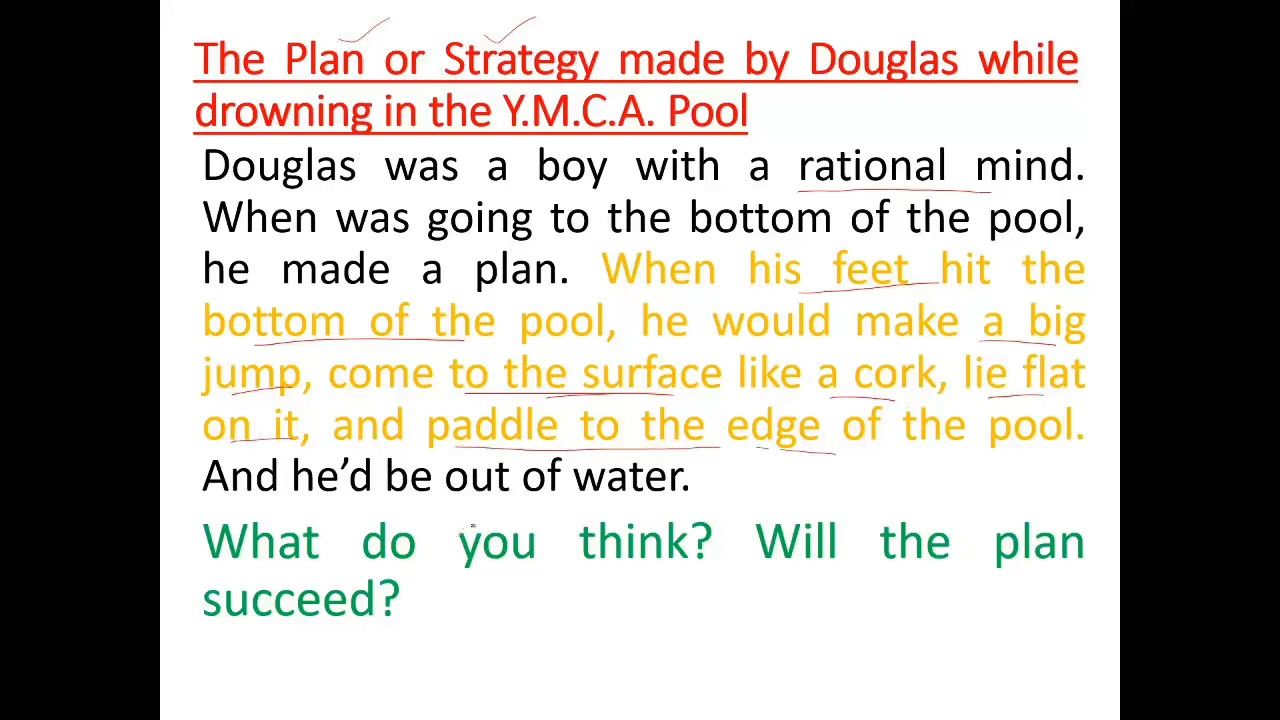 The Plan or Strategy made by Douglas while
drowning in the Y.M.C.A. Pool
Douglas was a boy with a rational mind.
When was going to the bottom of the pool,
he made a plan. When his feet hit the
bottom of the pool, he would make a big
jump, come to the surface like a cork, lie flat
on it, and paddle to the edge of the pool.
And he’d be out of water.
What do you think? Will the plan
succeed?